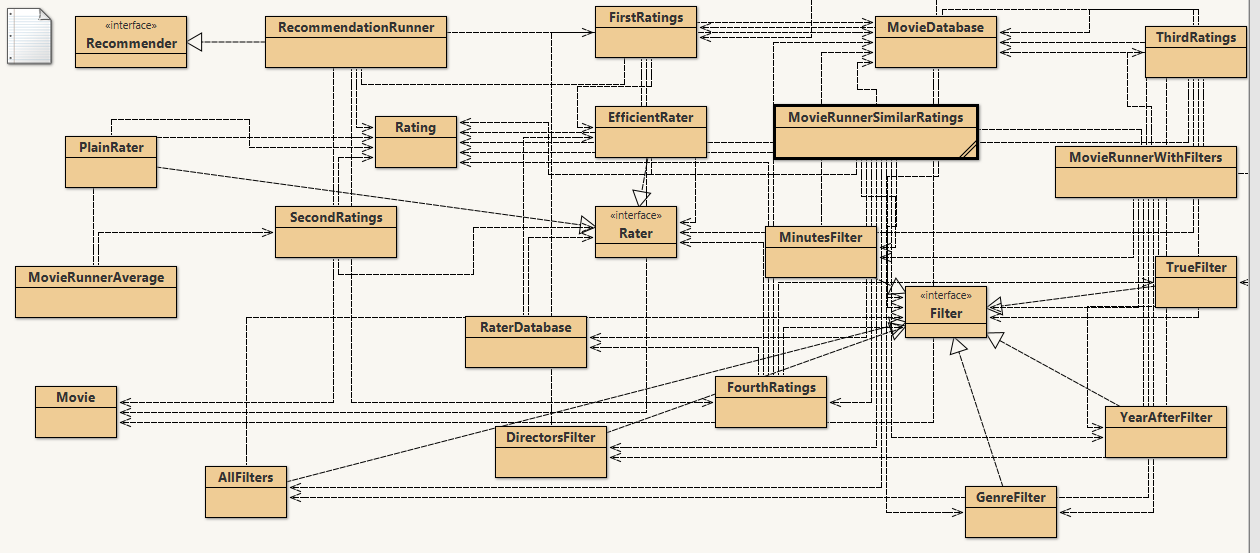 «interface»
Recommender
RecommendationRunner
FirstRatings
MovieDatabase
ThirdRatings
Rating
EfficientRater
MovieRunnerSimilarRatings
PlainRater
MovieRunnerWithFilters
SecondRatings
«interface»
Rater
MinutesFilter
MovieRunnerAverage
TrueFilter
«interface»
Filter
RaterDatabase
Movie
FourthRatings
DirectorsFilter
YearAfterFilter
AllFilters
GenreFilter